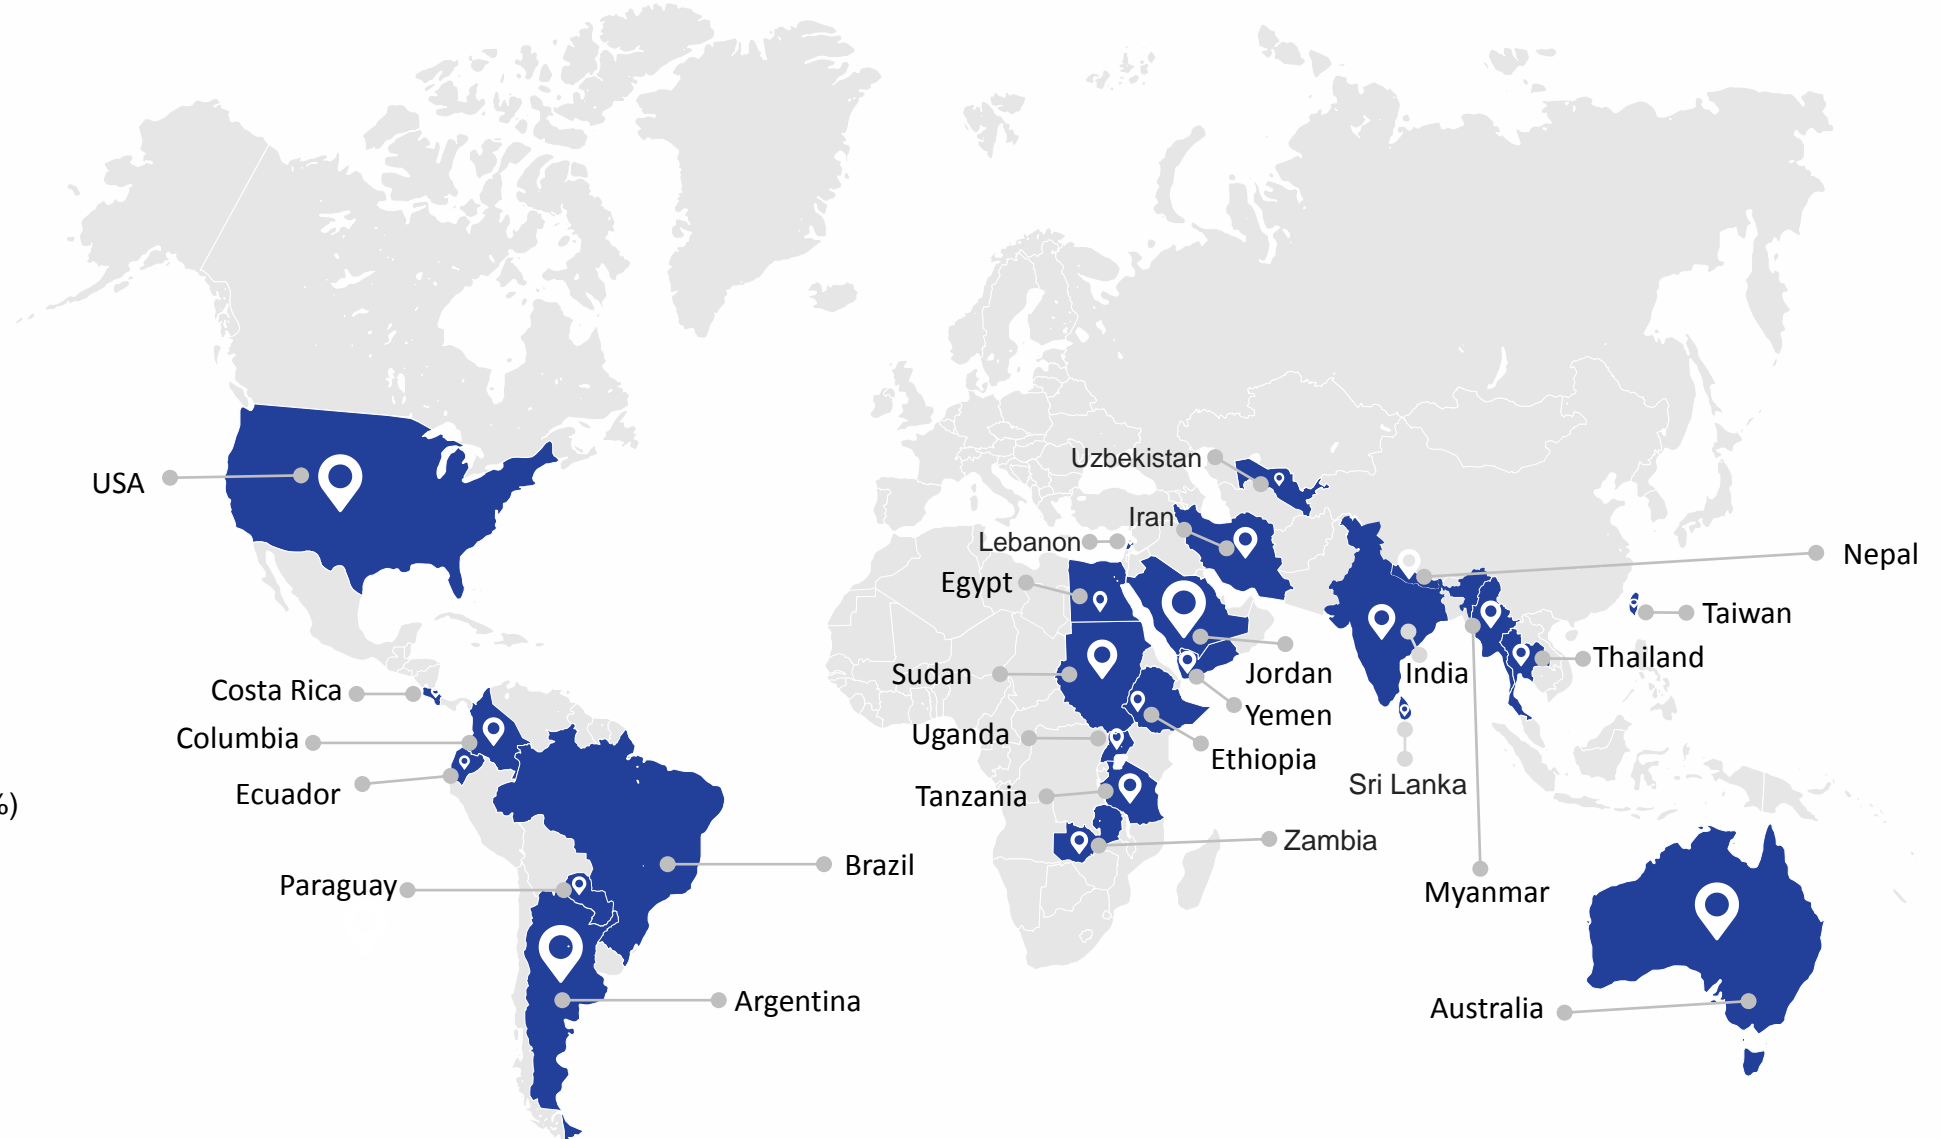 Uzbekistan
USA
Iran
Lebanon
Nepal
Egypt
Taiwan
Thailand
Sudan
Jordan
India
Costa Rica
Yemen
Columbia
Uganda
Ethiopia
Sri Lanka
Ecuador
Tanzania
%)
Zambia
Brazil
Paraguay
Myanmar
Argentina
Australia